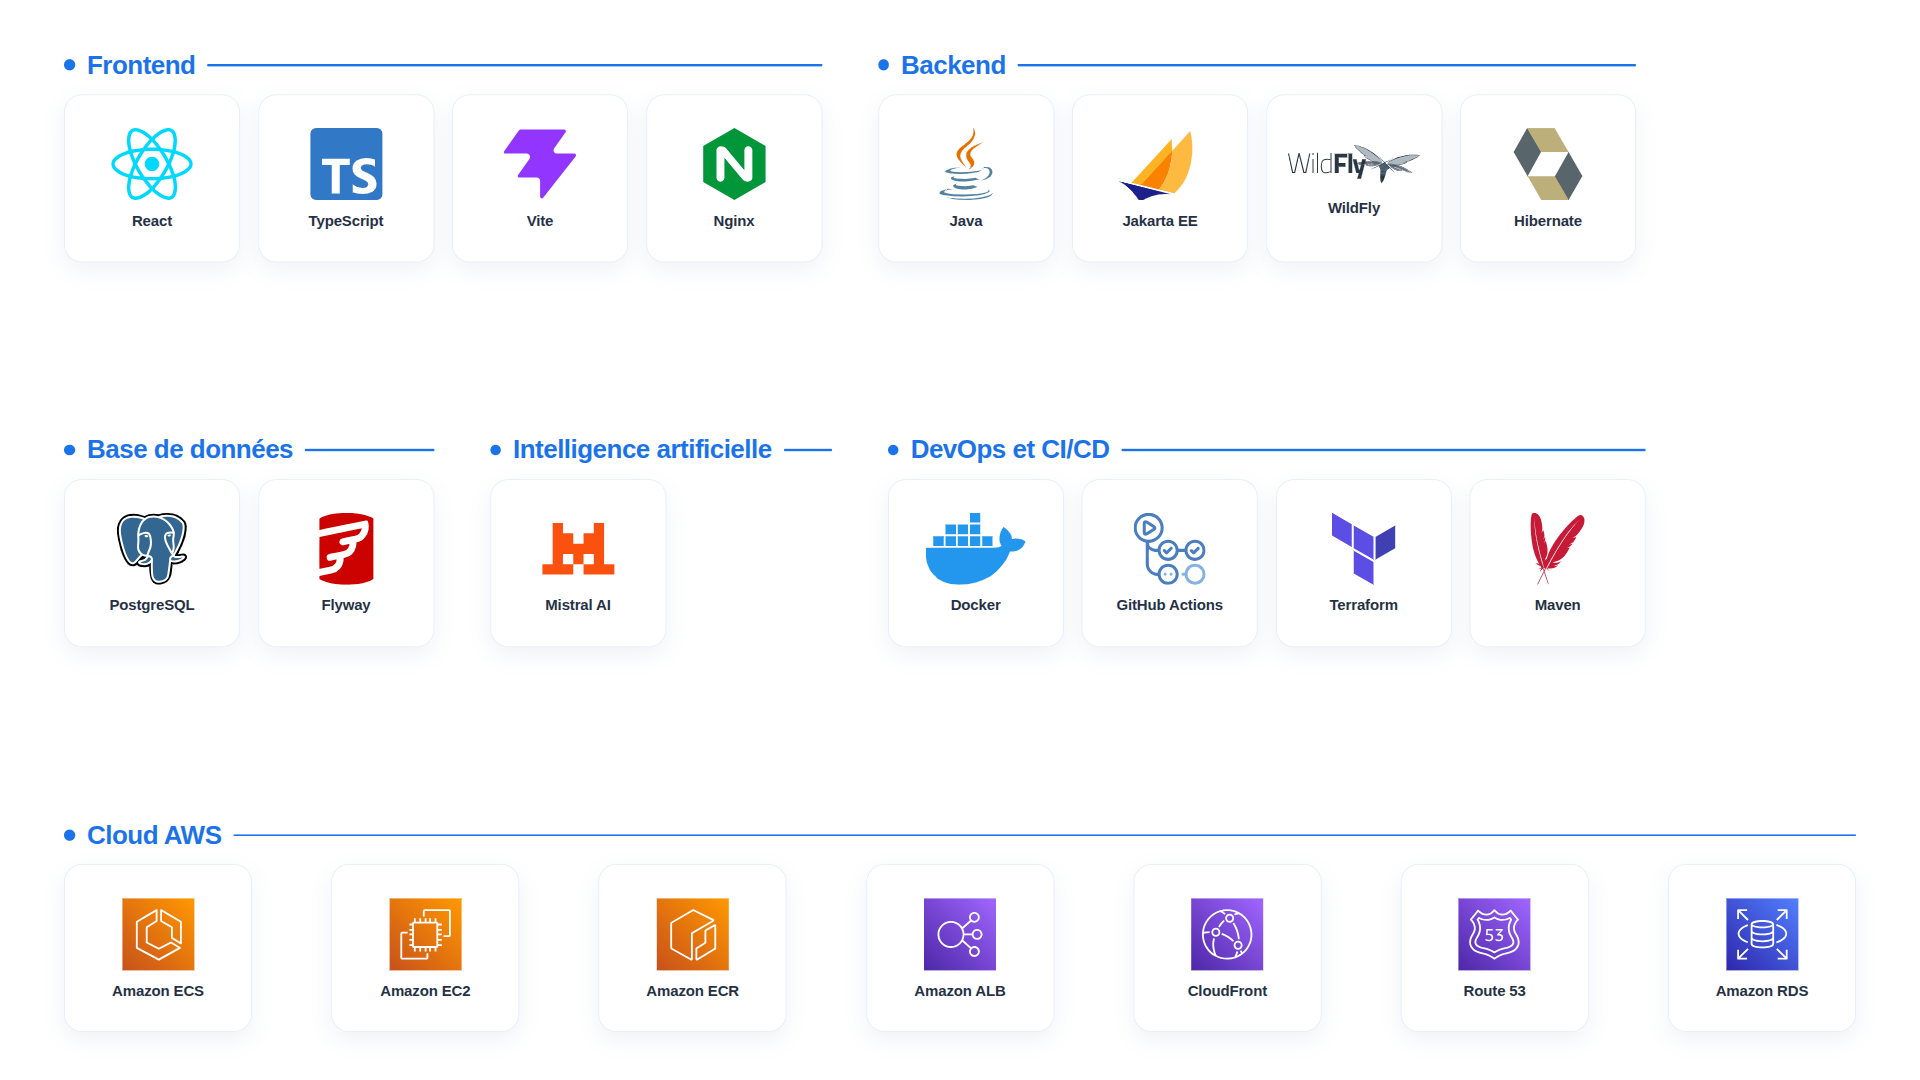 Frontend
Backend
TS
React
TypeScript
Vite
Nginx
Java
Jakarta EE
WildFly
WildFly
Hibernate
Base de données
Intelligence artificielle
DevOps et CI/CD
PostgreSQL
Flyway
Mistral AI
Docker
GitHub Actions
Terraform
Maven
Cloud AWS
53
Amazon ECS
Amazon EC2
Amazon ECR
Amazon ALB
CloudFront
Route 53
Amazon RDS